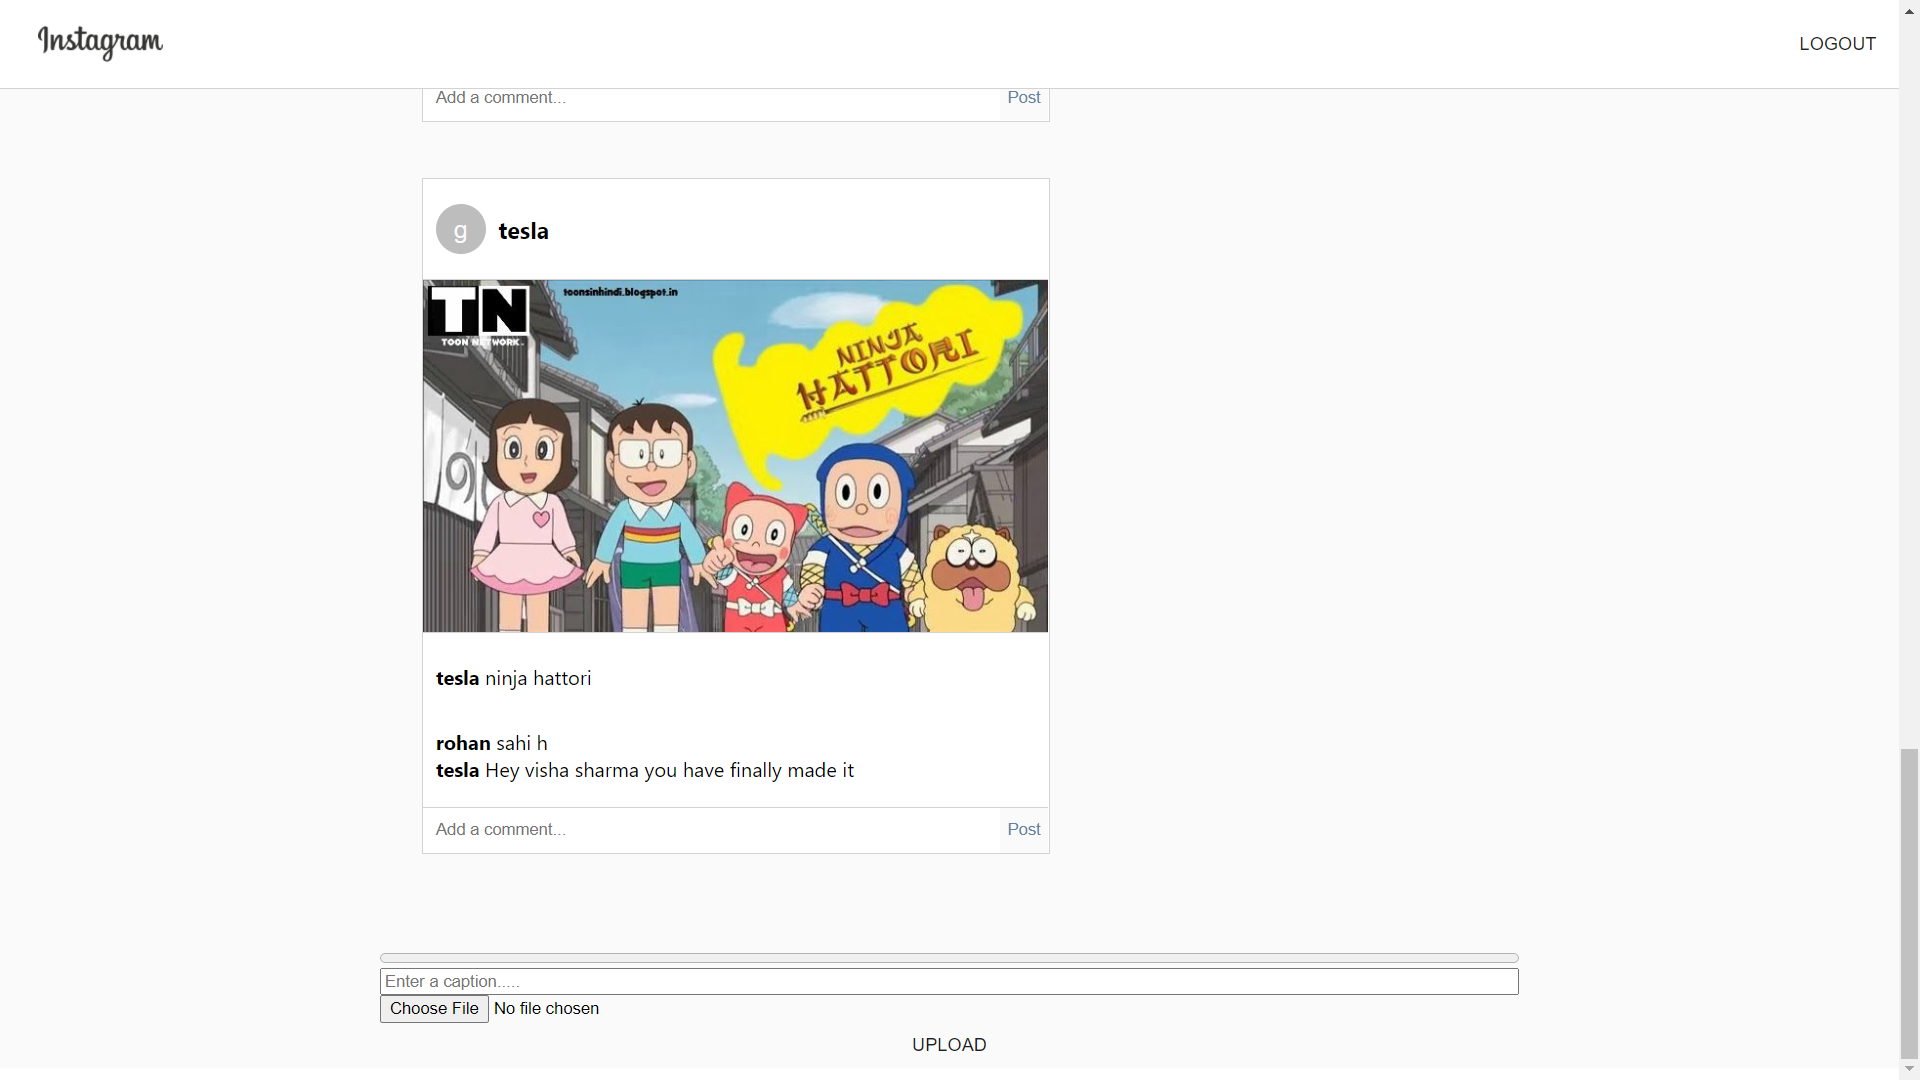 Instagram
LOGOUT
Add a comment... Post
g tesla
TN
TOON NETWORK.
toonsinhindi.blogspot.in
NINJA
HATTORI
tesla ninja hattori
rohan sahi h
tesla Hey visha sharma you have finally made it
Add a comment... Post
Enter a caption.....
Choose File No file chosen
UPLOAD